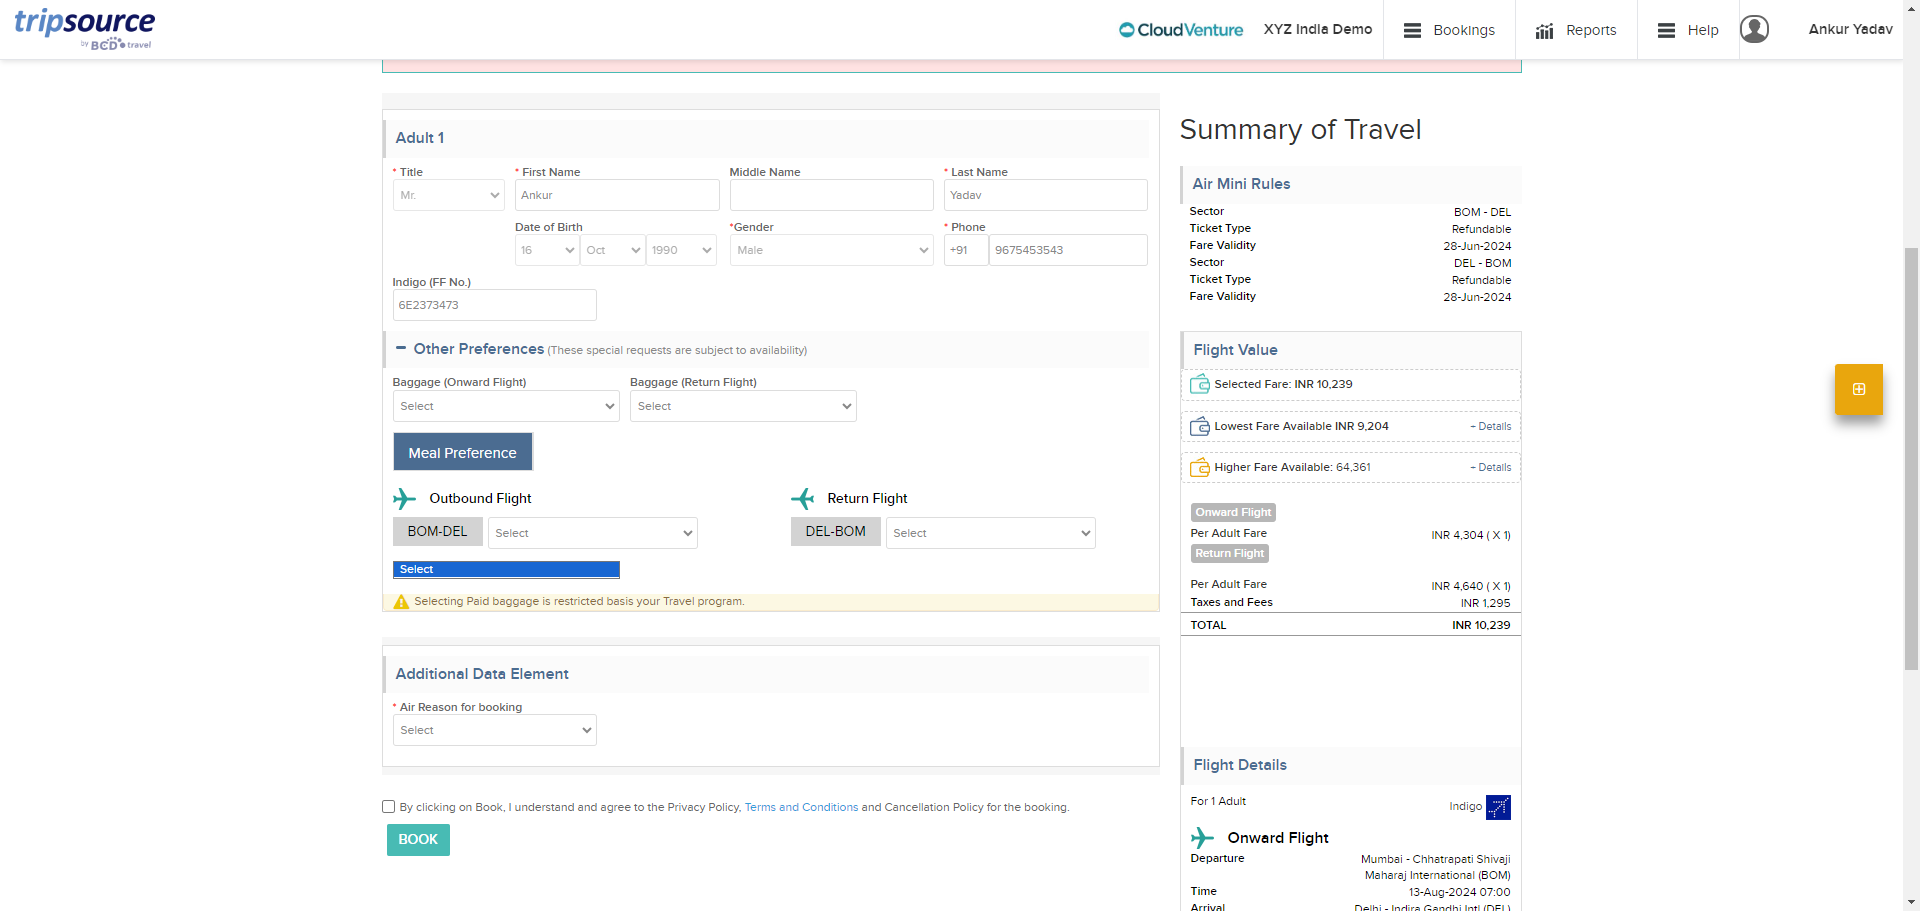 tripsource
by BCD travel
CloudVenture
XYZ India Demo
Bookings
Reports
Help
Ankur Yadav
Adult 1
* Title
* First Name
Middle Name
* Last Name
Mr.
Ankur
Yadav
Date of Birth
*Gender
* Phone
16
Oct
1990
Male
+91
9675453543
Indigo (FF No.)
6E2373473
Other Preferences (These special requests are subject to availability)
Baggage (Onward Flight)
Baggage (Return Flight)
Select
Select
Meal Preference
Outbound Flight
Return Flight
BOM-DEL
Select
DEL-BOM
Select
Select
Selecting Paid baggage is restricted basis your Travel program.
Additional Data Element
* Air Reason for booking
Select
By clicking on Book, I understand and agree to the Privacy Policy, Terms and Conditions and Cancellation Policy for the booking.
BOOK
Summary of Travel
Air Mini Rules
Sector BOM - DEL
Ticket Type Refundable
Fare Validity 28-Jun-2024
Sector DEL - BOM
Ticket Type Refundable
Fare Validity 28-Jun-2024
Flight Value
Selected Fare: INR 10,239
Lowest Fare Available INR 9,204 + Details
Higher Fare Available: 64,361 + Details
Onward Flight
Per Adult Fare INR 4,304 ( X 1)
Return Flight
Per Adult Fare INR 4,640 ( X 1)
Taxes and Fees INR 1,295
TOTAL INR 10,239
Flight Details
For 1 Adult Indigo
Onward Flight
Departure Mumbai - Chhatrapati Shivaji
Maharaj International (BOM)
Time 13-Aug-2024 07:00
Arrival Delhi - Indira Gandhi Intl (DEL)